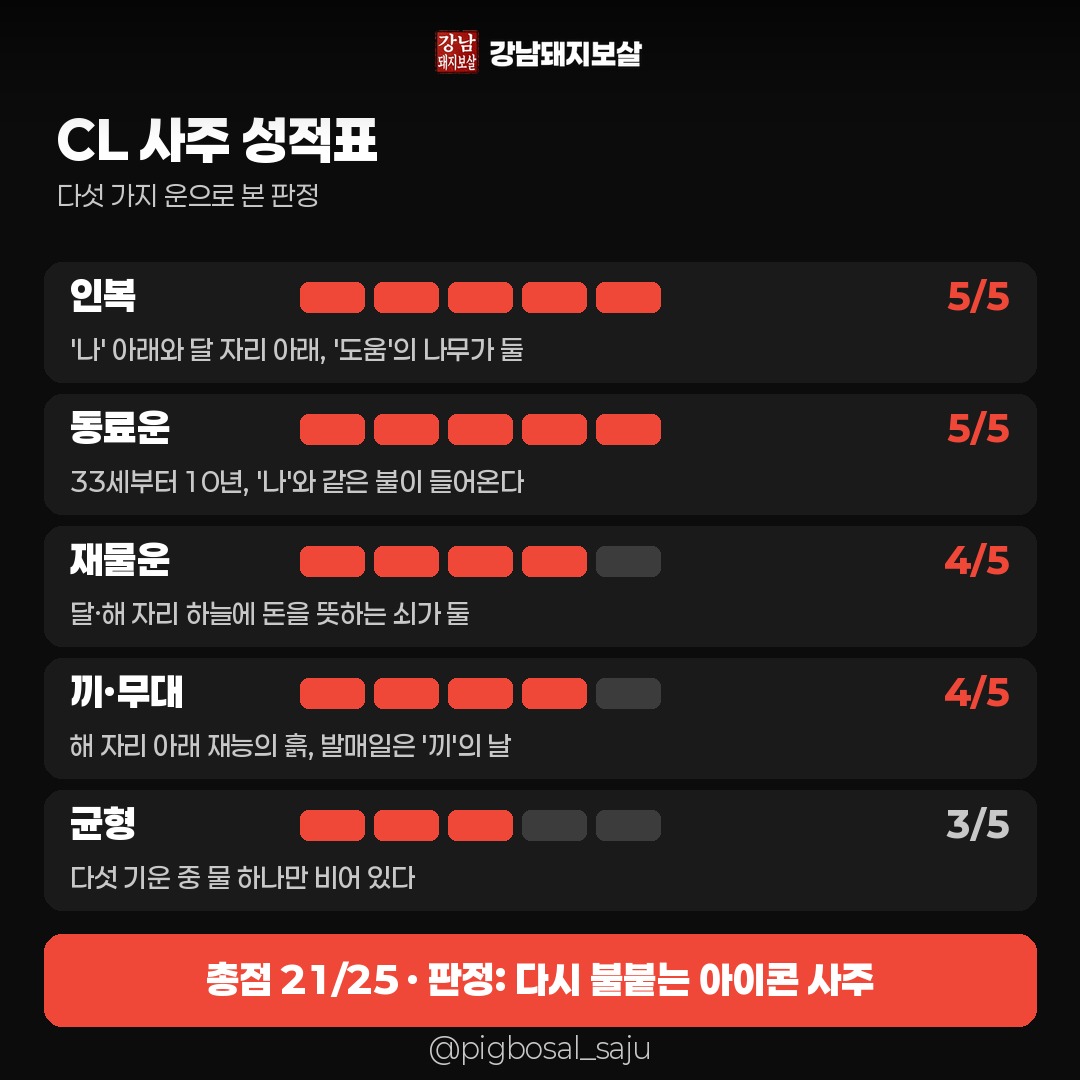 강남
돼지보살
강남돼지보살
CL 사주 성적표
다섯 가지 운으로 본 판정
인복
5/5
'나' 아래와 달 자리 아래, '도움'의 나무가 둘
동료운
5/5
33세부터 10년, '나'와 같은 불이 들어온다
재물운
4/5
달·해 자리 하늘에 돈을 뜻하는 쇠가 둘
끼·무대
4/5
해 자리 아래 재능의 흙, 발매일은 '끼'의 날
균형
3/5
다섯 기운 중 물 하나만 비어 있다
총점 21/25 · 판정: 다시 불붙는 아이콘 사주
@pigbosal_saju